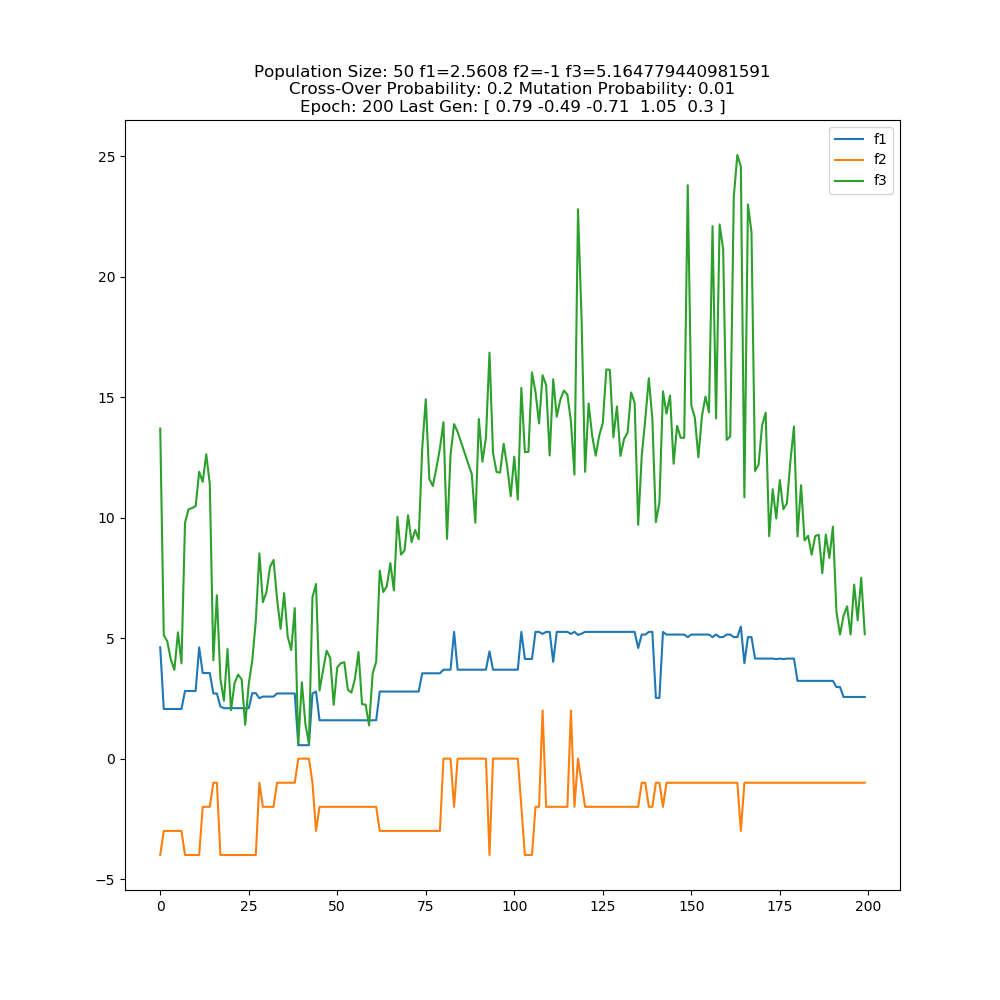 Population Size: 50 f1=2.5608 f2=-1 f3=5.164779440981591
Cross-Over Probability: 0.2 Mutation Probability: 0.01
Epoch: 200 Last Gen: [ 0.79 -0.49 -0.71  1.05  0.3 ]
f1
f2
f3
25
20
15
10
5
0
−5
0 25 50 75 100 125 150 175 200